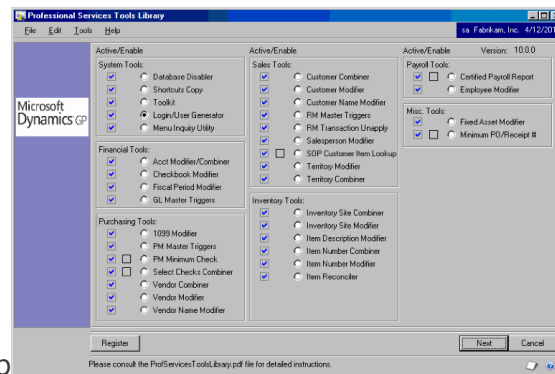 Professional Services Tools Library
File Edit Tools Help
sa Fabrikam, Inc. 4/12/201
Microsoft
Dynamics GP
Active/Enable
System Tools:
Database Disabler
Shortcuts Copy
Toolkit
Login/User Generator
Menu Inquiry Utility
Financial Tools:
Acct Modifier/Combiner
Checkbook Modifier
Fiscal Period Modifier
GL Master Triggers
Purchasing Tools:
1099 Modifier
PM Master Triggers
PM Minimum Check
Select Checks Combiner
Vendor Combiner
Vendor Modifier
Vendor Name Modifier
Active/Enable
Sales Tools:
Customer Combiner
Customer Modifier
Customer Name Modifier
RM Master Triggers
RM Transaction Unapply
Salesperson Modifier
SOP Customer Item Lookup
Territory Modifier
Territory Combiner
Inventory Tools:
Inventory Site Combiner
Inventory Site Modifier
Item Description Modifier
Item Number Combiner
Item Number Modifier
Item Reconciler
Active/Enable Version: 10.0.0
Payroll Tools:
Certified Payroll Report
Employee Modifier
Misc. Tools:
Fixed Asset Modifier
Minimum PO/Receipt #
Register
Next Cancel
Please consult the ProfServicesToolsLibrary.pdf file for detailed instructions.